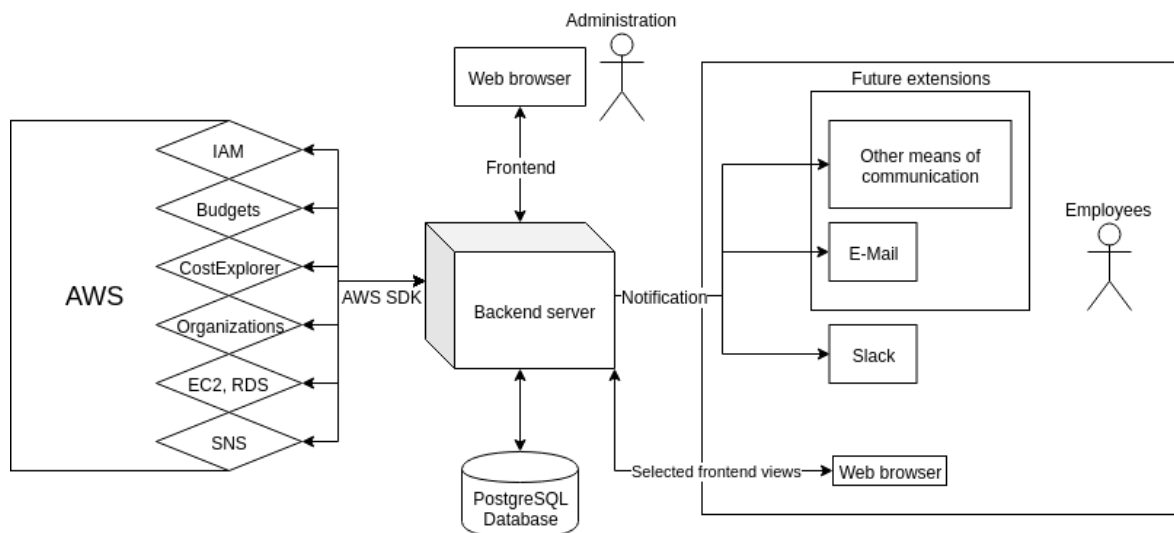 Administration
Web browser
Future extensions
IAM
Frontend
Other means of
communication
Budgets
Employees
CostExplorer
E-Mail
AWS
AWS SDK
Backend server
Notification
Organizations
Slack
EC2, RDS
SNS
Selected frontend views
Web browser
PostgreSQL
Database